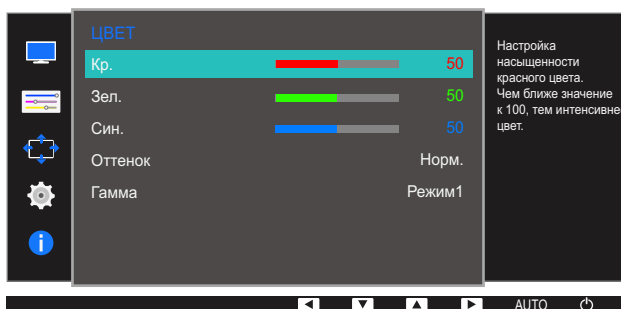 ЦВЕТ
Кр. 50
Зел. 50
Син. 50
Оттенок Норм.
Гамма Режим1
Настройка
насыщенности
красного цвета.
Чем ближе значение
к 100, тем интенсивне
цвет.
AUTO